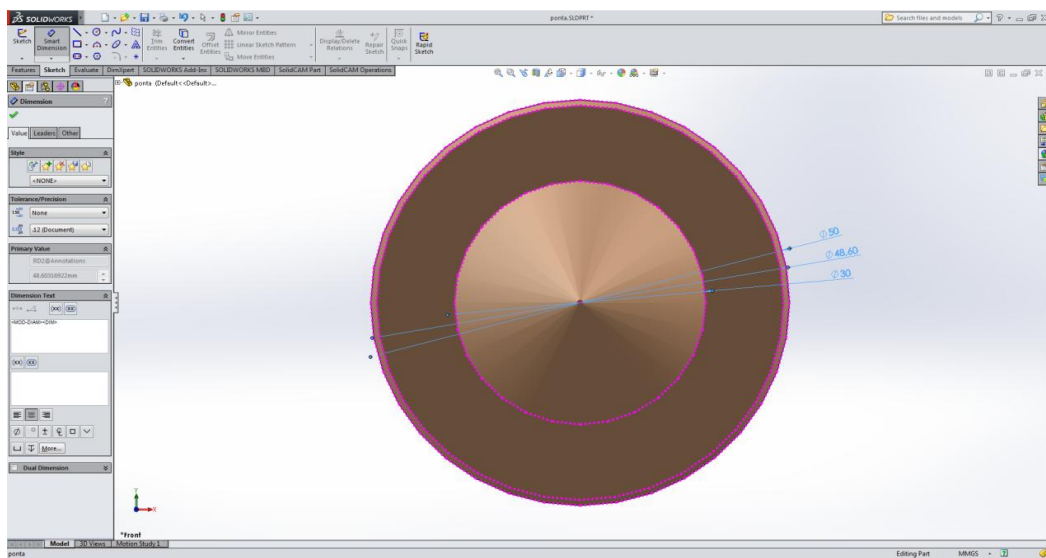 SOLIDWORKS
ponta.SLDPRT *
Search files and models
Sketch
Smart Dimension
Trim Entities
Convert Entities
Offset Entities
Mirror Entities
Linear Sketch Pattern
Move Entities
Display/Delete Relations
Repair Sketch
Quick Snaps
Rapid Sketch
Features
Sketch
Evaluate
DimXpert
SOLIDWORKS Add-Ins
SOLIDWORKS MBD
SolidCAM Part
SolidCAM Operations
ponta (Default<<Default>...
Dimension
?
Value
Leaders
Other
Style
<NONE>
Tolerance/Precision
None
.12 (Document)
Primary Value
RD2@Annotations
48.60316922mm
Dimension Text
<MOD-DIAM><DIM>
More...
Dual Dimension
∅50
∅48,60
∅30
*Front
Model
3D Views
Motion Study 1
ponta
Editing Part
MMGS